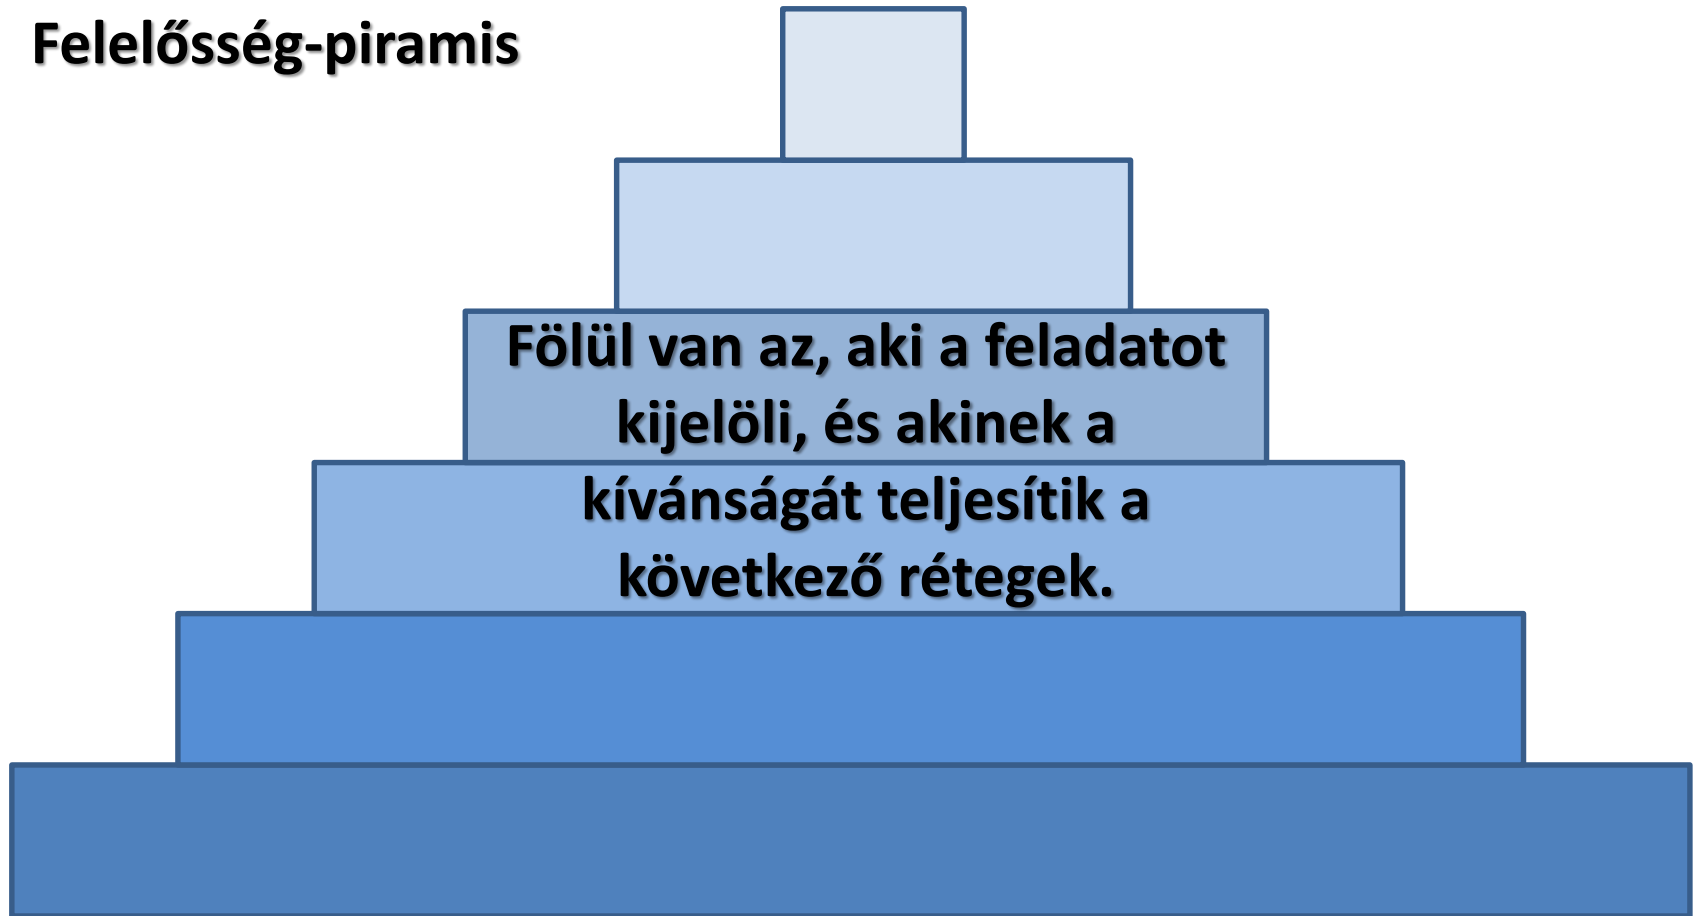 Felelősség-piramis
Fölül van az, aki a feladatot
kijelöli, és akinek a
kívánságát teljesítik a
következő rétegek.